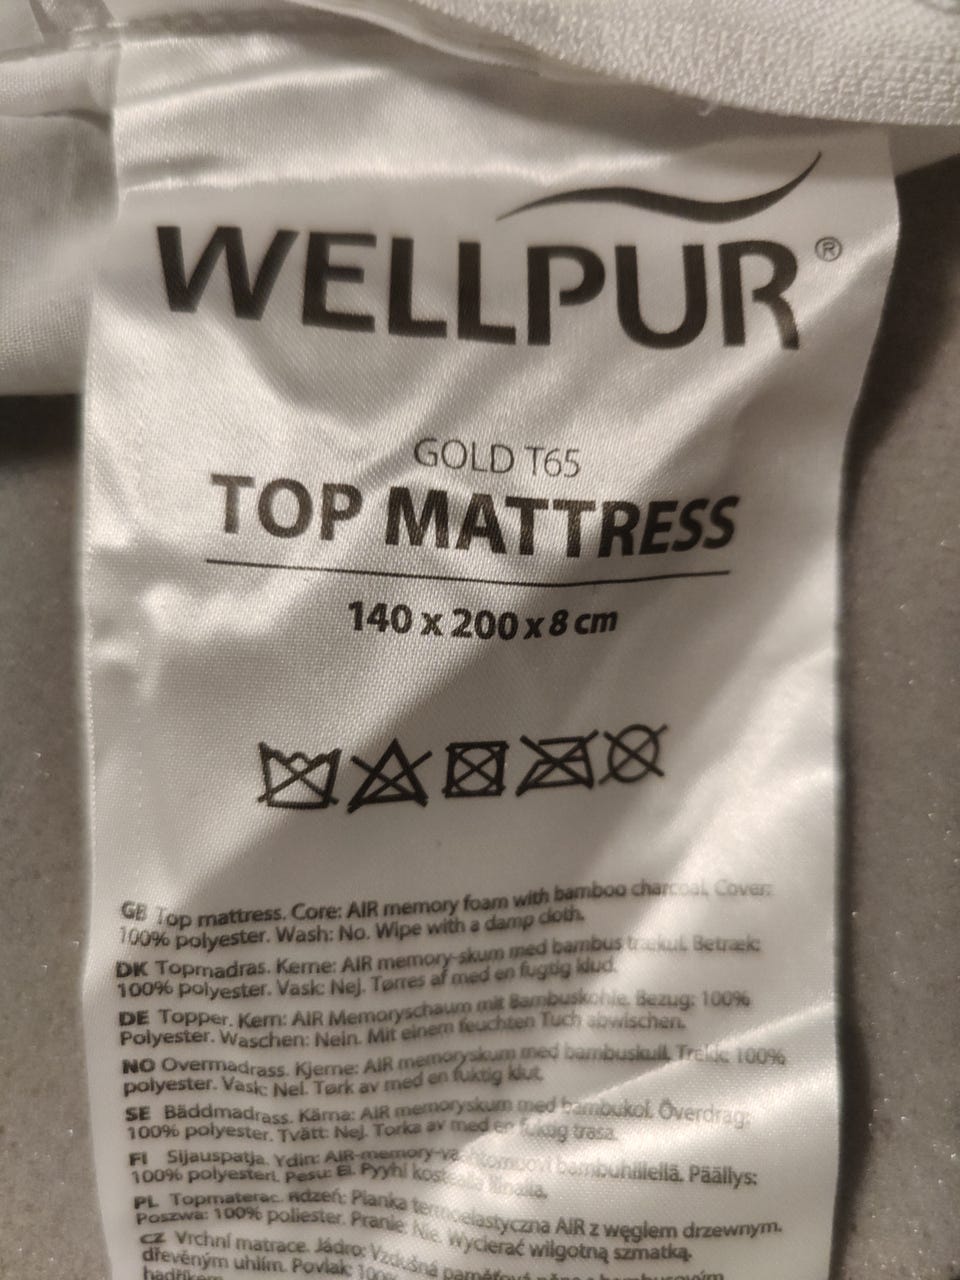 WELLPUR®
GOLD T65
TOP MATTRESS
140 x 200 x 8 cm
GB Top mattress. Core: AIR memory foam with bamboo charcoal. Cover:
100% polyester. Wash: No. Wipe with a damp cloth.
DK Topmadras. Kerne: AIR memory-skum med bambus trækul. Betræk:
100% polyester. Vask: Nej. Tørres af med en fugtig klud.
DE Topper. Kern: AIR Memoryschaum mit Bambuskohle. Bezug: 100%
Polyester. Waschen: Nein. Mit einem feuchten Tuch abwischen.
NO Overmadrass. Kjerne: AIR memoryskum med bambuskull. Trekk: 100%
polyester. Vask: Nei. Tørk av med en fuktig klut.
SE Bäddmadrass. Kärna: AIR memoryskum med bambukol. Överdrag:
100% polyester. Tvätt: Nej. Torka av med en fuktig trasa.
FI Sijauspatja. Ydin: bambuhiilellä. Päällys:
100% polyesteri. Pesu: Ei. Pyyhi kostealla liinalla.
PL Topmaterac. Rdzeń: Pianka termoelastyczna AIR z węglem drzewnym.
Poszwa: 100% poliester. Pranie: Nie. Wycierać wilgotną szmatką.
CZ Vrchní matrace. Jádro: Vzdušná paměťová pěna s bambusovým
dřevěným uhlím. Povlak: 100%
hadříkem